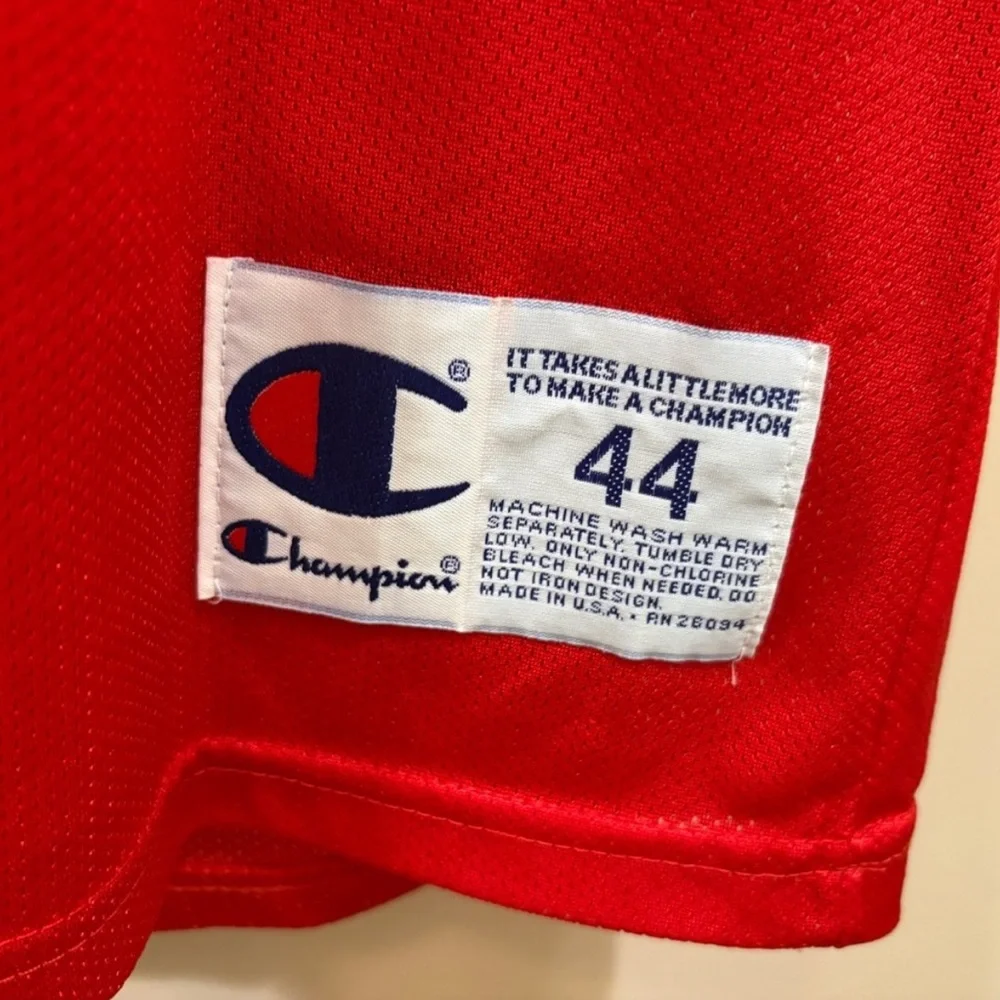 ®
Champion®
IT TAKES A LITTLE MORE
TO MAKE A CHAMPION
44
MACHINE WASH WARM
SEPARATELY. TUMBLE DRY
LOW. ONLY NON-CHLORINE
BLEACH WHEN NEEDED. DO
NOT IRON DESIGN.
MADE IN U.S.A. • RN 26094